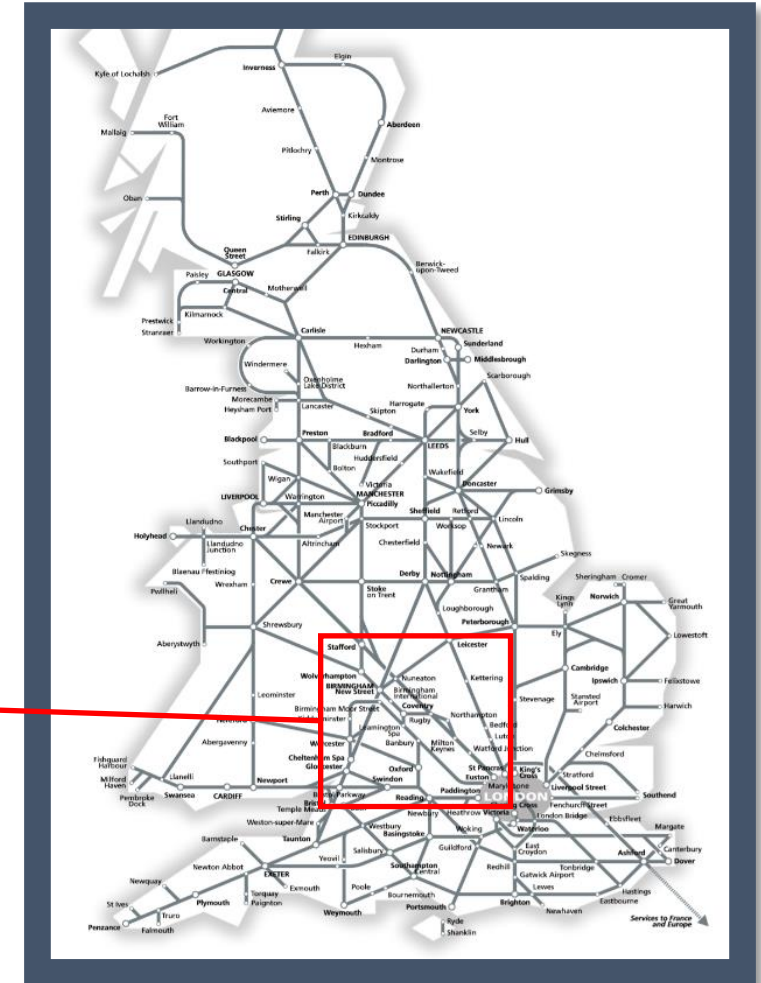 Elgin
Inverness
Kyle of Lochalsh
Aviemore
Fort
William
Aberdeen
Mallaig
Pitlochry
Montrose
Perth
Dundee
Oban
Stirling
Kirkcaldy
EDINBURGH
Queen
Street
Falkirk
Berwick-
upon-Tweed
Paisley
GLASGOW
Central
Motherwell
Prestwick
Kilmarnock
Stranraer
Carlisle
NEWCASTLE
Workington
Hexham
Durham
Sunderland
Darlington
Middlesbrough
Windermere
Scarborough
Oxenholme
Lake District
Barrow-in-Furness
Northallerton
Morecambe
Heysham Port
Lancaster
Harrogate
York
Skipton
Blackpool
Preston
Bradford
LEEDS
Selby
Hull
Blackburn
Huddersfield
Southport
Bolton
Wakefield
Wigan
Victoria
Doncaster
MANCHESTER
Piccadilly
LIVERPOOL
Warrington
Grimsby
Manchester
Airport
Sheffield
Retford
Llandudno
Stockport
Worksop
Lincoln
Holyhead
Chester
Llandudno
Junction
Altrincham
Chesterfield
Newark
Skegness
Blaenau Ffestiniog
Wrexham
Crewe
Derby
Nottingham
Spalding
Sheringham
Cromer
Pwllheli
Stoke
on Trent
Grantham
Kings
Lynn
Norwich
Great
Yarmouth
Loughborough
Peterborough
Shrewsbury
Ely
Lowestoft
Aberystwyth
Stafford
Leicester
Wolverhampton
Nuneaton
Kettering
Cambridge
BIRMINGHAM
New Street
Birmingham
International
Ipswich
Felixstowe
Leominster
Coventry
Stevenage
Stansted
Airport
Birmingham Moor Street
Rugby
Northampton
Harwich
Leamington
Spa
Bedford
Colchester
Abergavenny
Worcester
Banbury
Milton
Keynes
Luton
Cheltenham Spa
Watford Junction
Chelmsford
Fishguard
Harbour
Gloucester
Oxford
St Pancras
King's
Cross
Stratford
Milford
Haven
Llanelli
Swindon
Euston
Marylebone
Liverpool Street
Pembroke
Dock
Swansea
CARDIFF
Newport
Parkway
Reading
Paddington
LONDON
Southend
Fenchurch Street
Newbury
Heathrow
Victoria
Cross
London Bridge
Ebbsfleet
Weston-super-Mare
Westbury
Basingstoke
Woking
Waterloo
Margate
Barnstaple
Taunton
Guildford
East
Croydon
Canterbury
Yeovil
Salisbury
Ashford
Dover
Newton Abbot
Southampton
Central
Redhill
Tonbridge
EXETER
Gatwick Airport
Newquay
Exmouth
Poole
Lewes
Hastings
St Ives
Torquay
Paignton
Bournemouth
Eastbourne
Truro
Plymouth
Weymouth
Portsmouth
Brighton
Newhaven
Penzance
Falmouth
Ryde
Shanklin
Services to France
and Europe